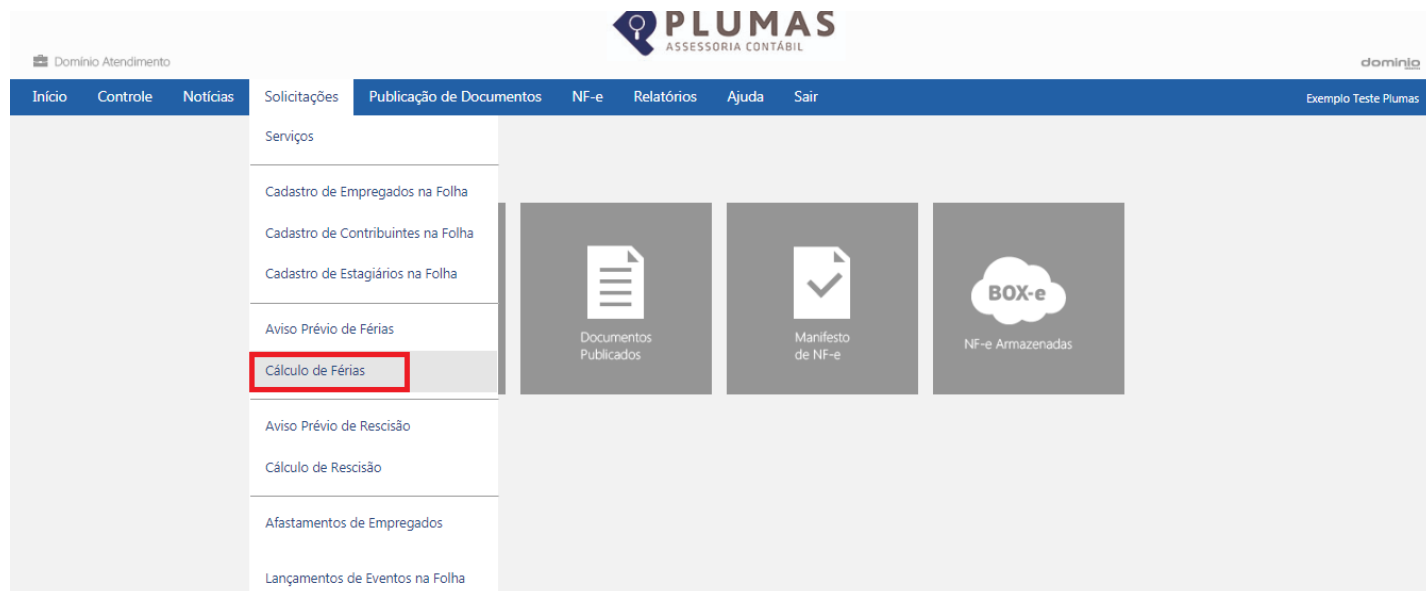 PLUMAS
ASSESSORIA CONTÁBIL
Domínio Atendimento
domínio
Início Controle Notícias Solicitações Publicação de Documentos NF-e Relatórios Ajuda Sair Exemplo Teste Plumas
Serviços
Cadastro de Empregados na Folha
Cadastro de Contribuintes na Folha
Cadastro de Estagiários na Folha
Aviso Prévio de Férias
Cálculo de Férias
Aviso Prévio de Rescisão
Cálculo de Rescisão
Afastamentos de Empregados
Lançamentos de Eventos na Folha
Documentos
Publicados
Manifesto
de NF-e
BOX-e
NF-e Armazenadas